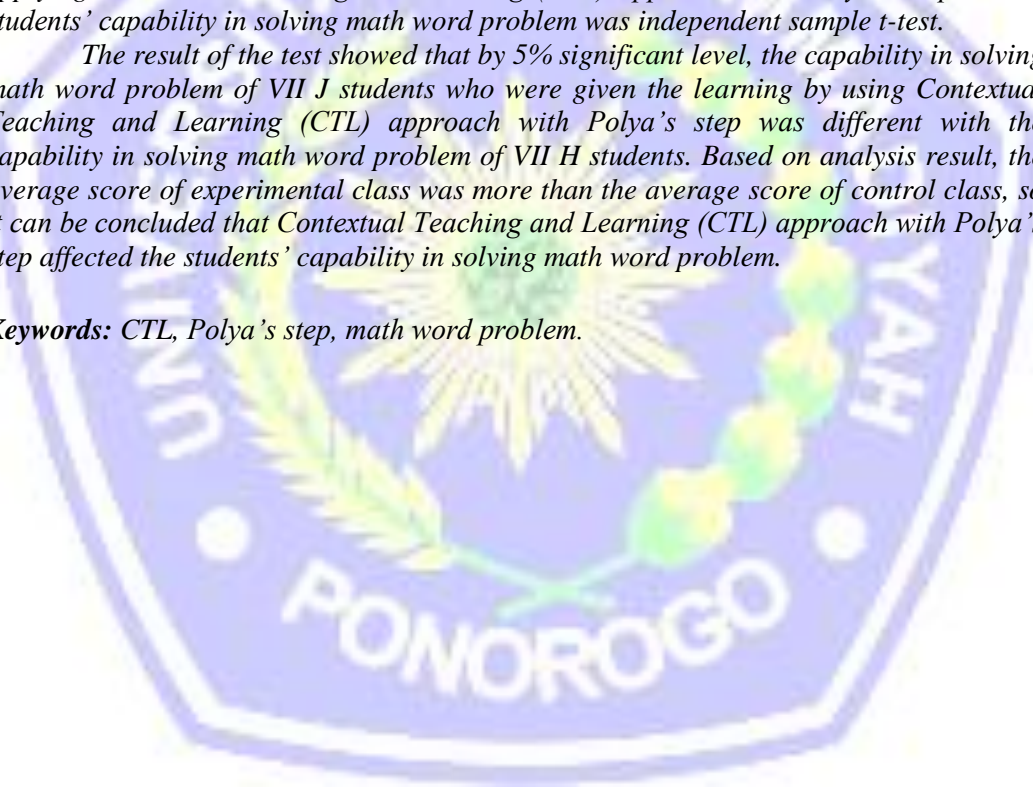 students' capability in solving math word problem was independent sample t-test.
The result of the test showed that by 5% significant level, the capability in solving
math word problem of VII J students who were given the learning by using Contextual
Teaching and Learning (CTL) approach with Polya's step was different with the
capability in solving math word problem of VII H students. Based on analysis result, the
average score of experimental class was more than the average score of control class, so
it can be concluded that Contextual Teaching and Learning (CTL) approach with Polya's
step affected the students' capability in solving math word problem.
Keywords: CTL, Polya's step, math word problem.
UNI
OIYAH
PONOROGO